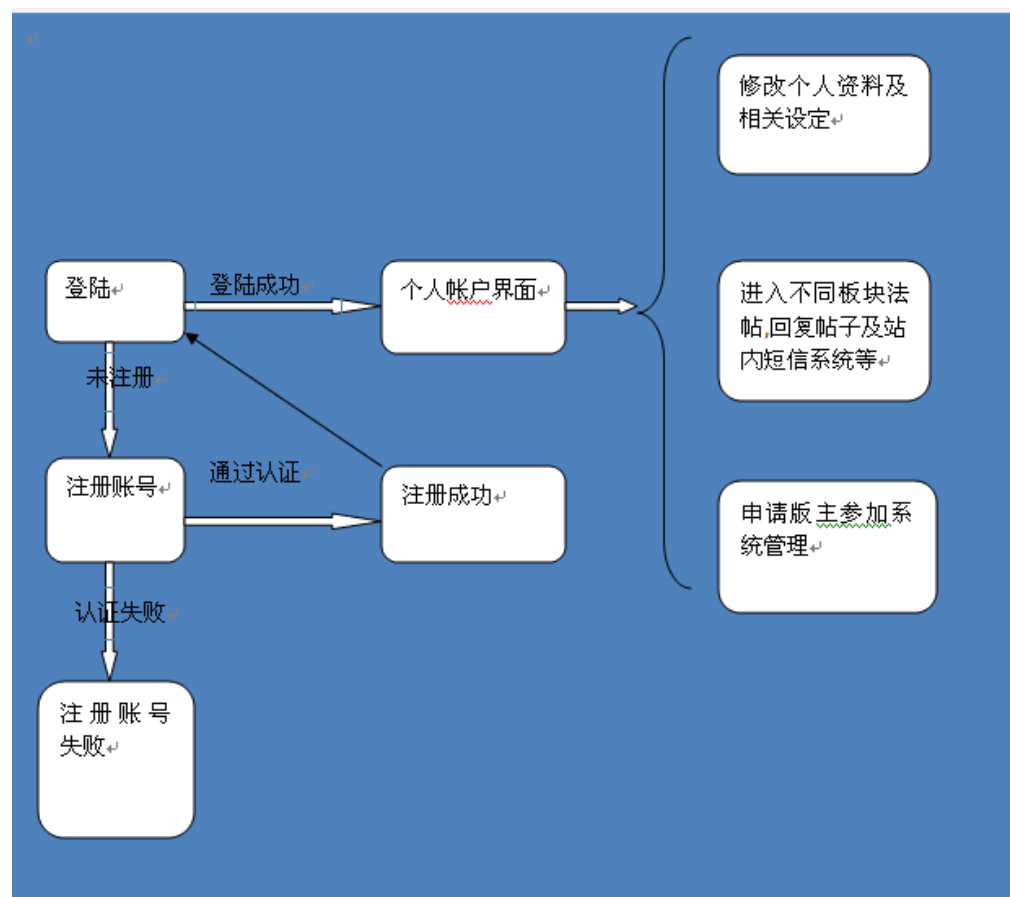 修改个人资料及
相关设定
登陆
登陆成功
个人帐户界面
进入不同板块法
帖,回复帖子及站
内短信系统等
未注册
注册账号
通过认证
注册成功
申请版主参加系
统管理
认证失败
注册账号
失败